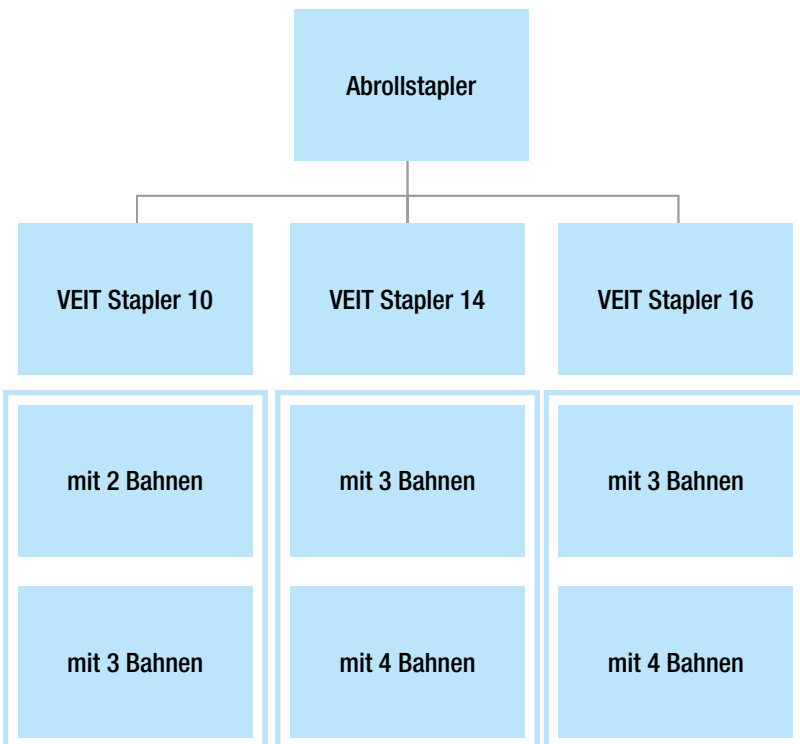 Abrollstapler
VEIT Stapler 10
VEIT Stapler 14
VEIT Stapler 16
mit 2 Bahnen
mit 3 Bahnen
mit 3 Bahnen
mit 3 Bahnen
mit 4 Bahnen
mit 4 Bahnen